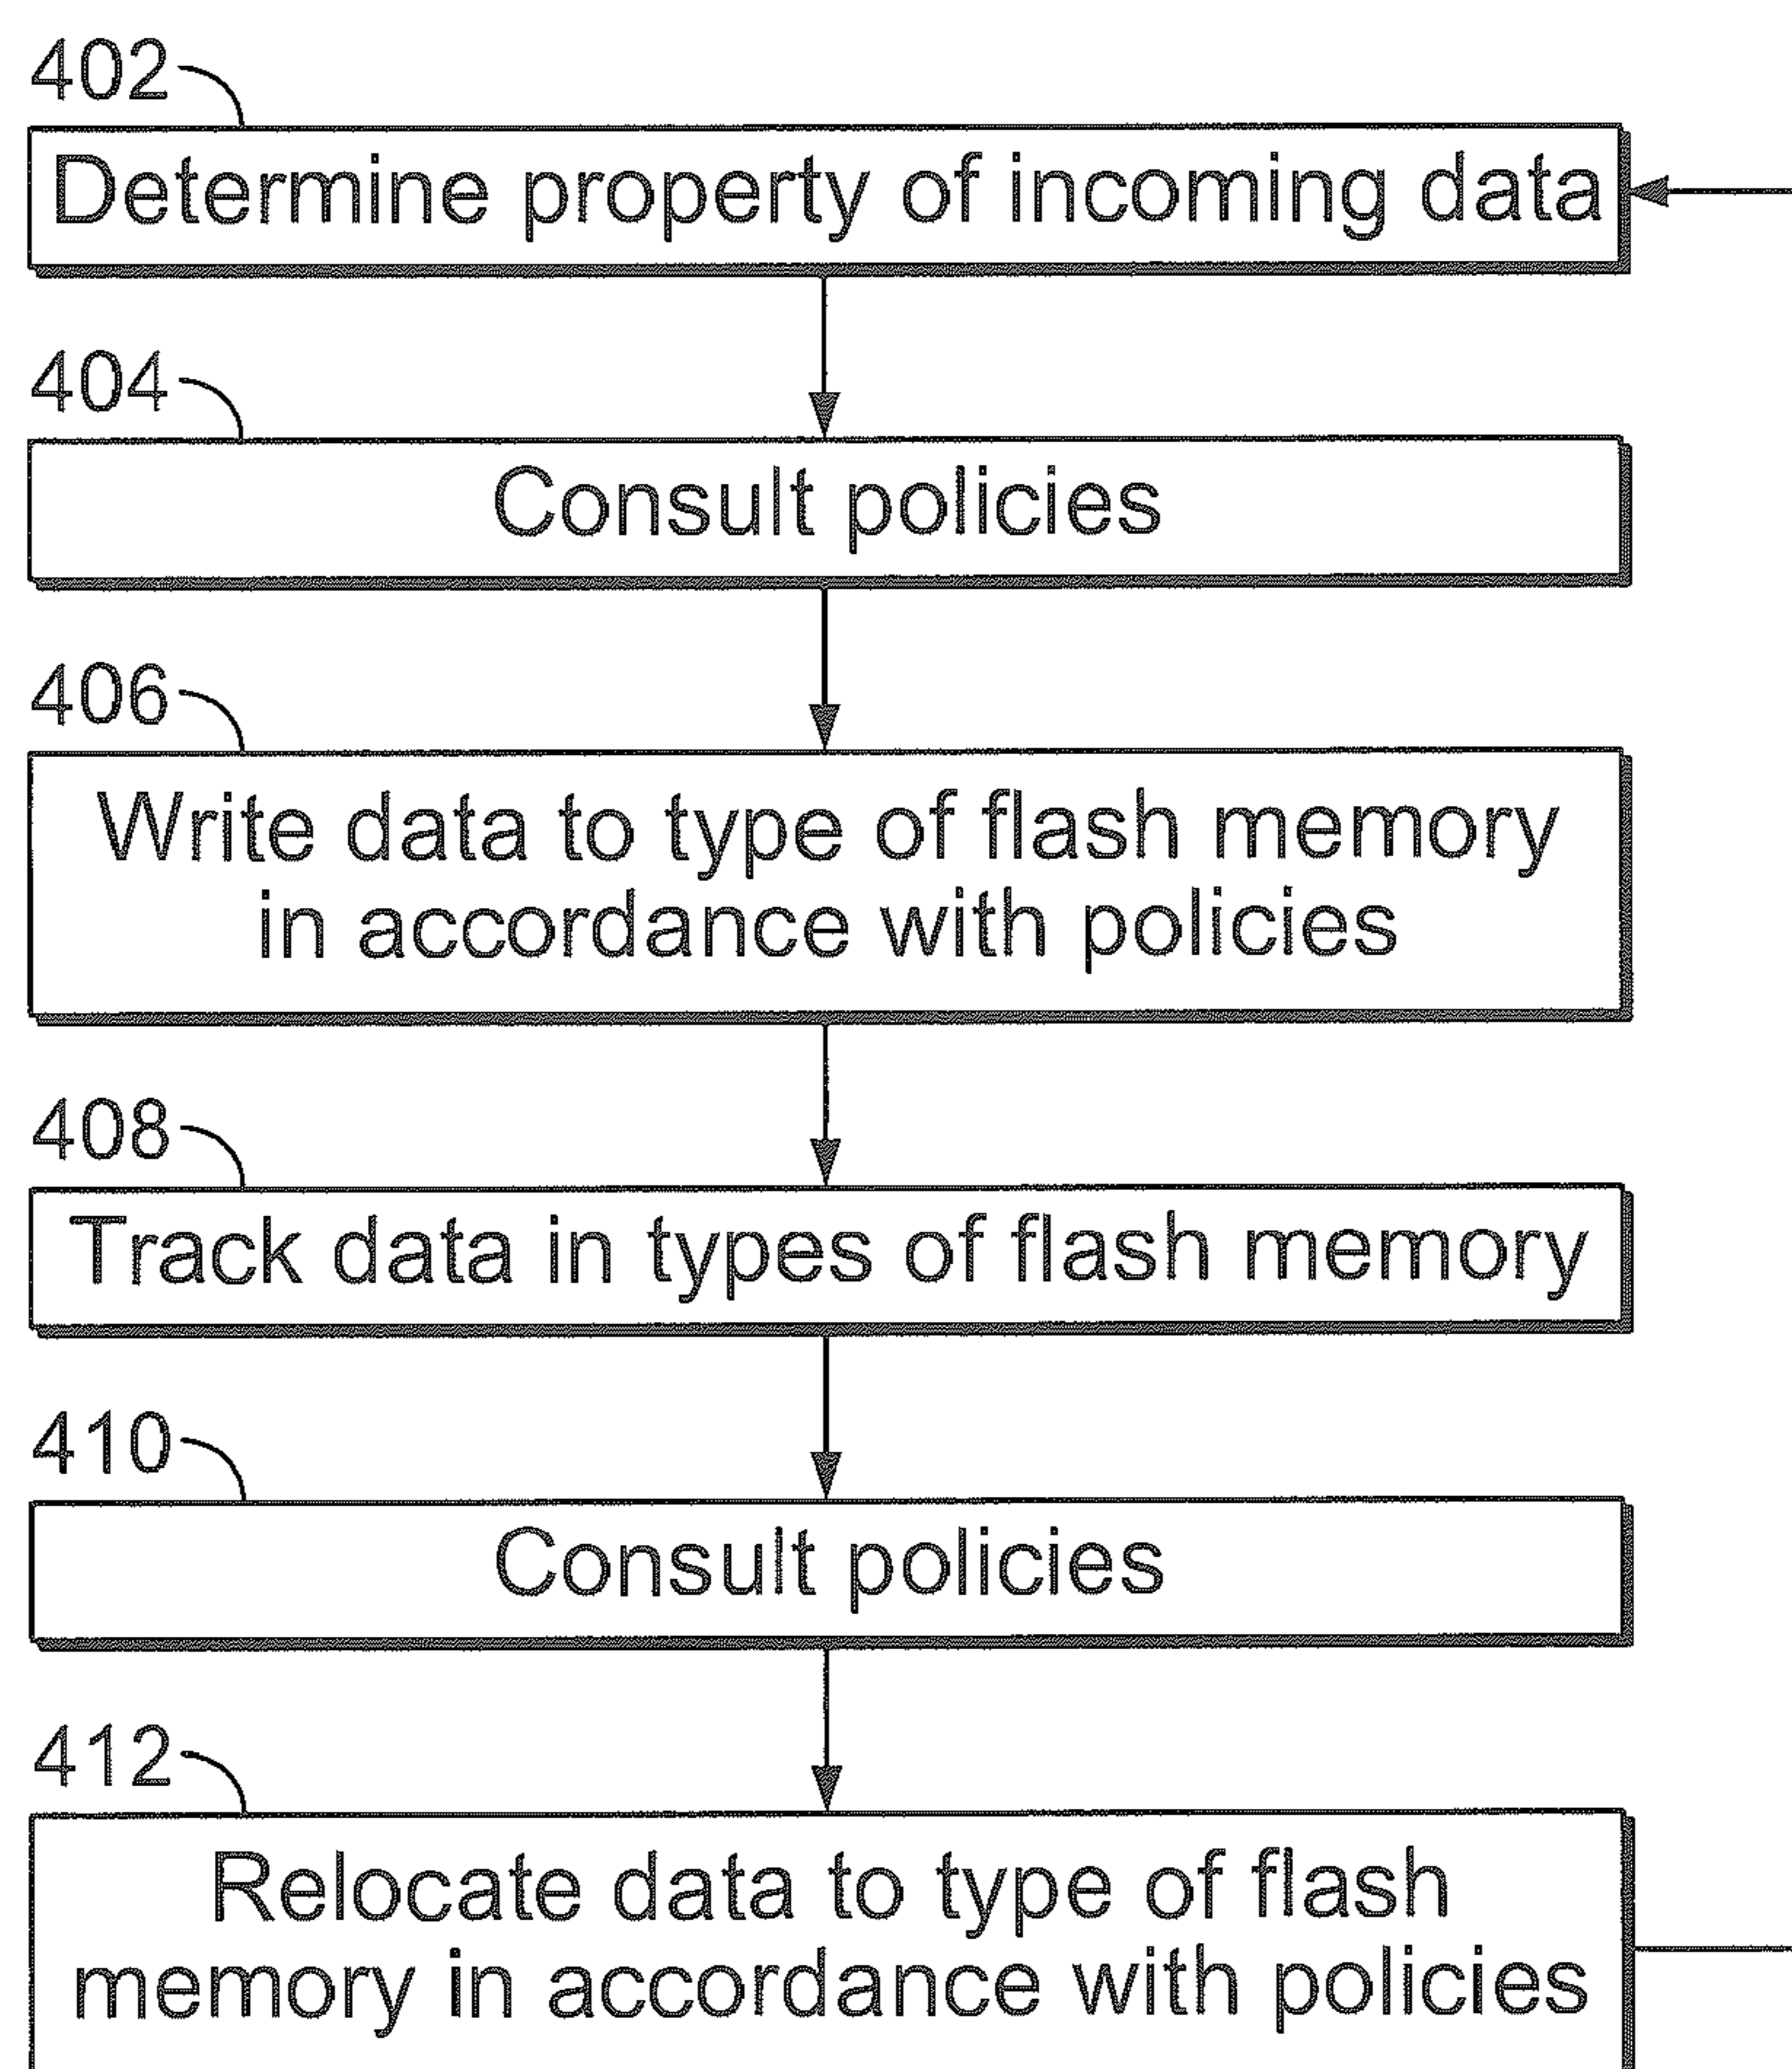 402
Determine property of incoming data
404
Consult policies
406
Write data to type of flash memory
in accordance with policies
408
Track data in types of flash memory
410
Consult policies
412
Relocate data to type of flash
memory in accordance with policies